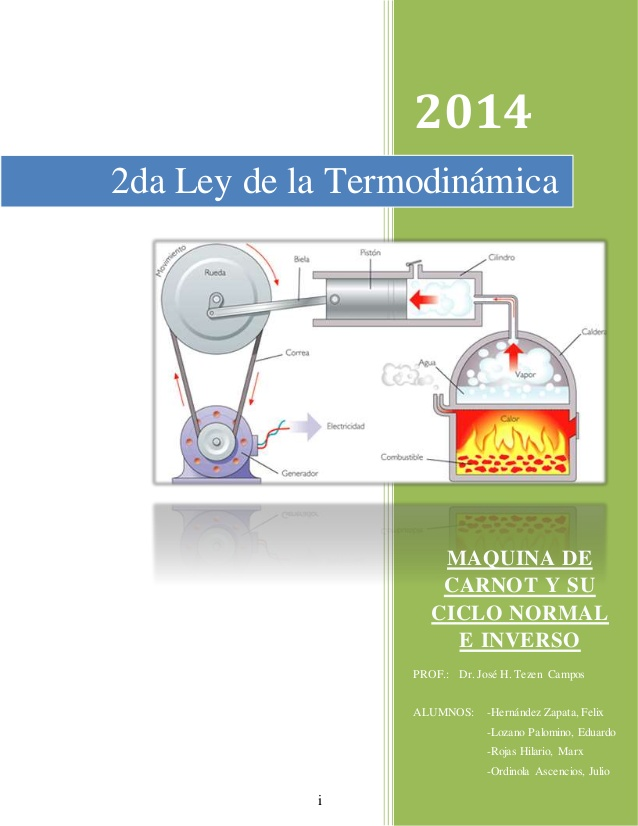 2014
2da Ley de la Termodinámica
Movimiento
Rueda
Biela
Pistón
Cilindro
Correa
Caldera
Agua
Vapor
Calor
Electricidad
Combustible
Generador
MAQUINA DE
CARNOT Y SU
CICLO NORMAL
E INVERSO
PROF.: Dr. José H. Tezen Campos
ALUMNOS: -Hernández Zapata, Felix
-Lozano Palomino, Eduardo
-Rojas Hilario, Marx
-Ordinola Ascencios, Julio
i